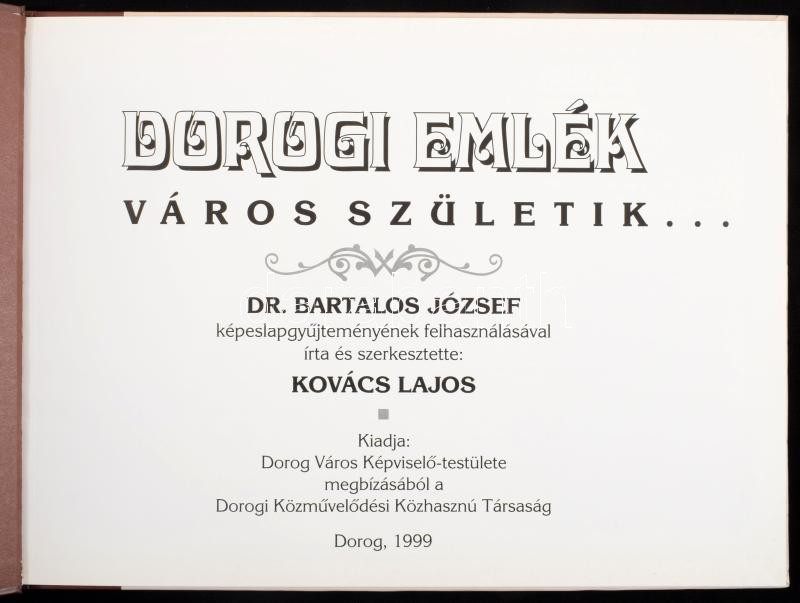 DOROGI EMLÉK
VÁROS SZÜLETIK...
DR. BARTALOS JÓZSEF
képeslapgyűjteményének felhasználásával
írta és szerkesztette:
KOVÁCS LAJOS
Kiadja:
Dorog Város Képviselő-testülete
megbízásából a
Dorogi Közművelődési Közhasznú Társaság
Dorog, 1999